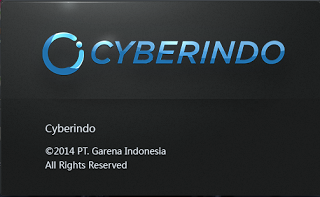 CYBERINDO
Cyberindo
©2014 PT. Garena Indonesia
All Rights Reserved